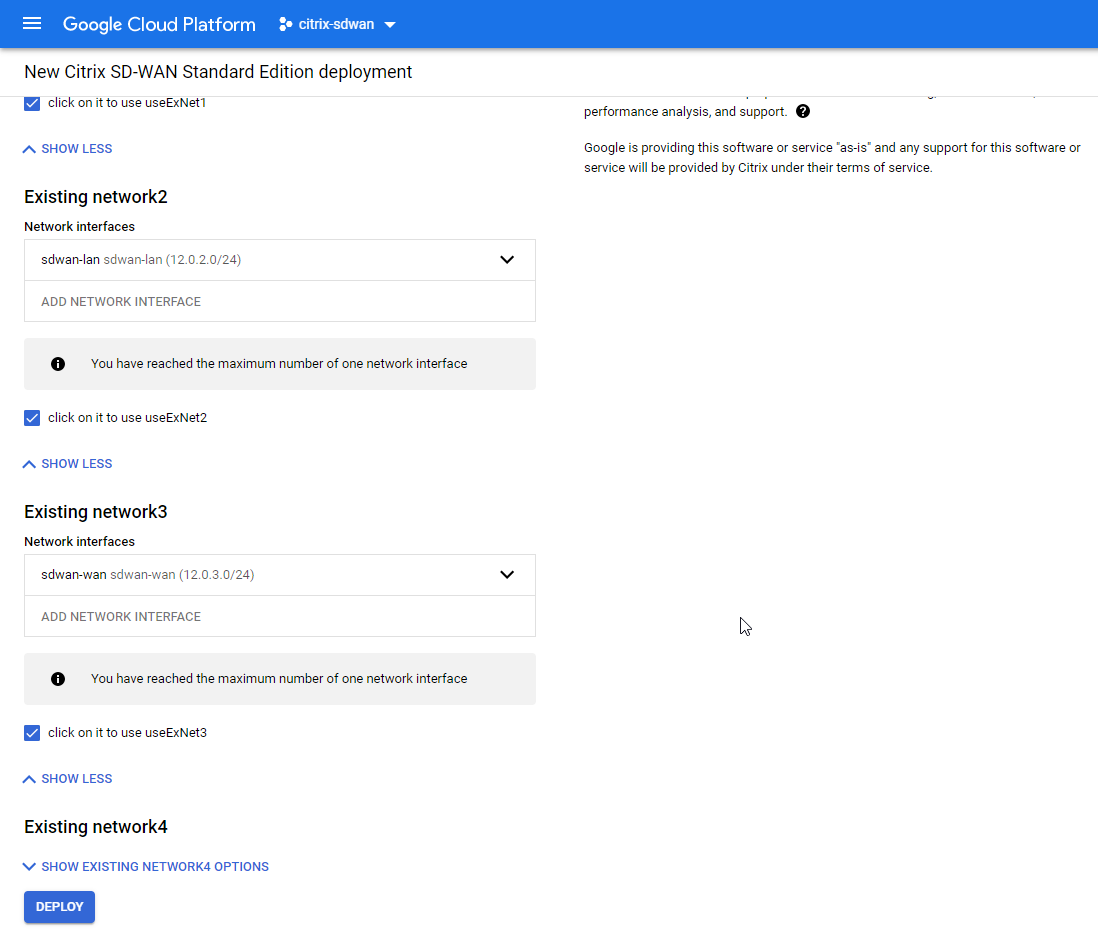 Google Cloud Platform citrix-sdwan
New Citrix SD-WAN Standard Edition deployment
click on it to use useExNet1
SHOW LESS
Existing network2
Network interfaces
sdwan-lan sdwan-lan (12.0.2.0/24)
ADD NETWORK INTERFACE
You have reached the maximum number of one network interface
click on it to use useExNet2
SHOW LESS
Existing network3
Network interfaces
sdwan-wan sdwan-wan (12.0.3.0/24)
ADD NETWORK INTERFACE
You have reached the maximum number of one network interface
click on it to use useExNet3
SHOW LESS
Existing network4
SHOW EXISTING NETWORK4 OPTIONS
DEPLOY
performance analysis, and support.
Google is providing this software or service "as-is" and any support for this software or
service will be provided by Citrix under their terms of service.